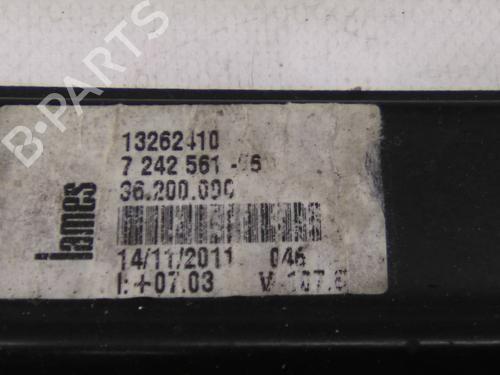 B-PARTS
lames
13262410
7 242 561
36.200.000
14/11/2011 046
I: +07.03